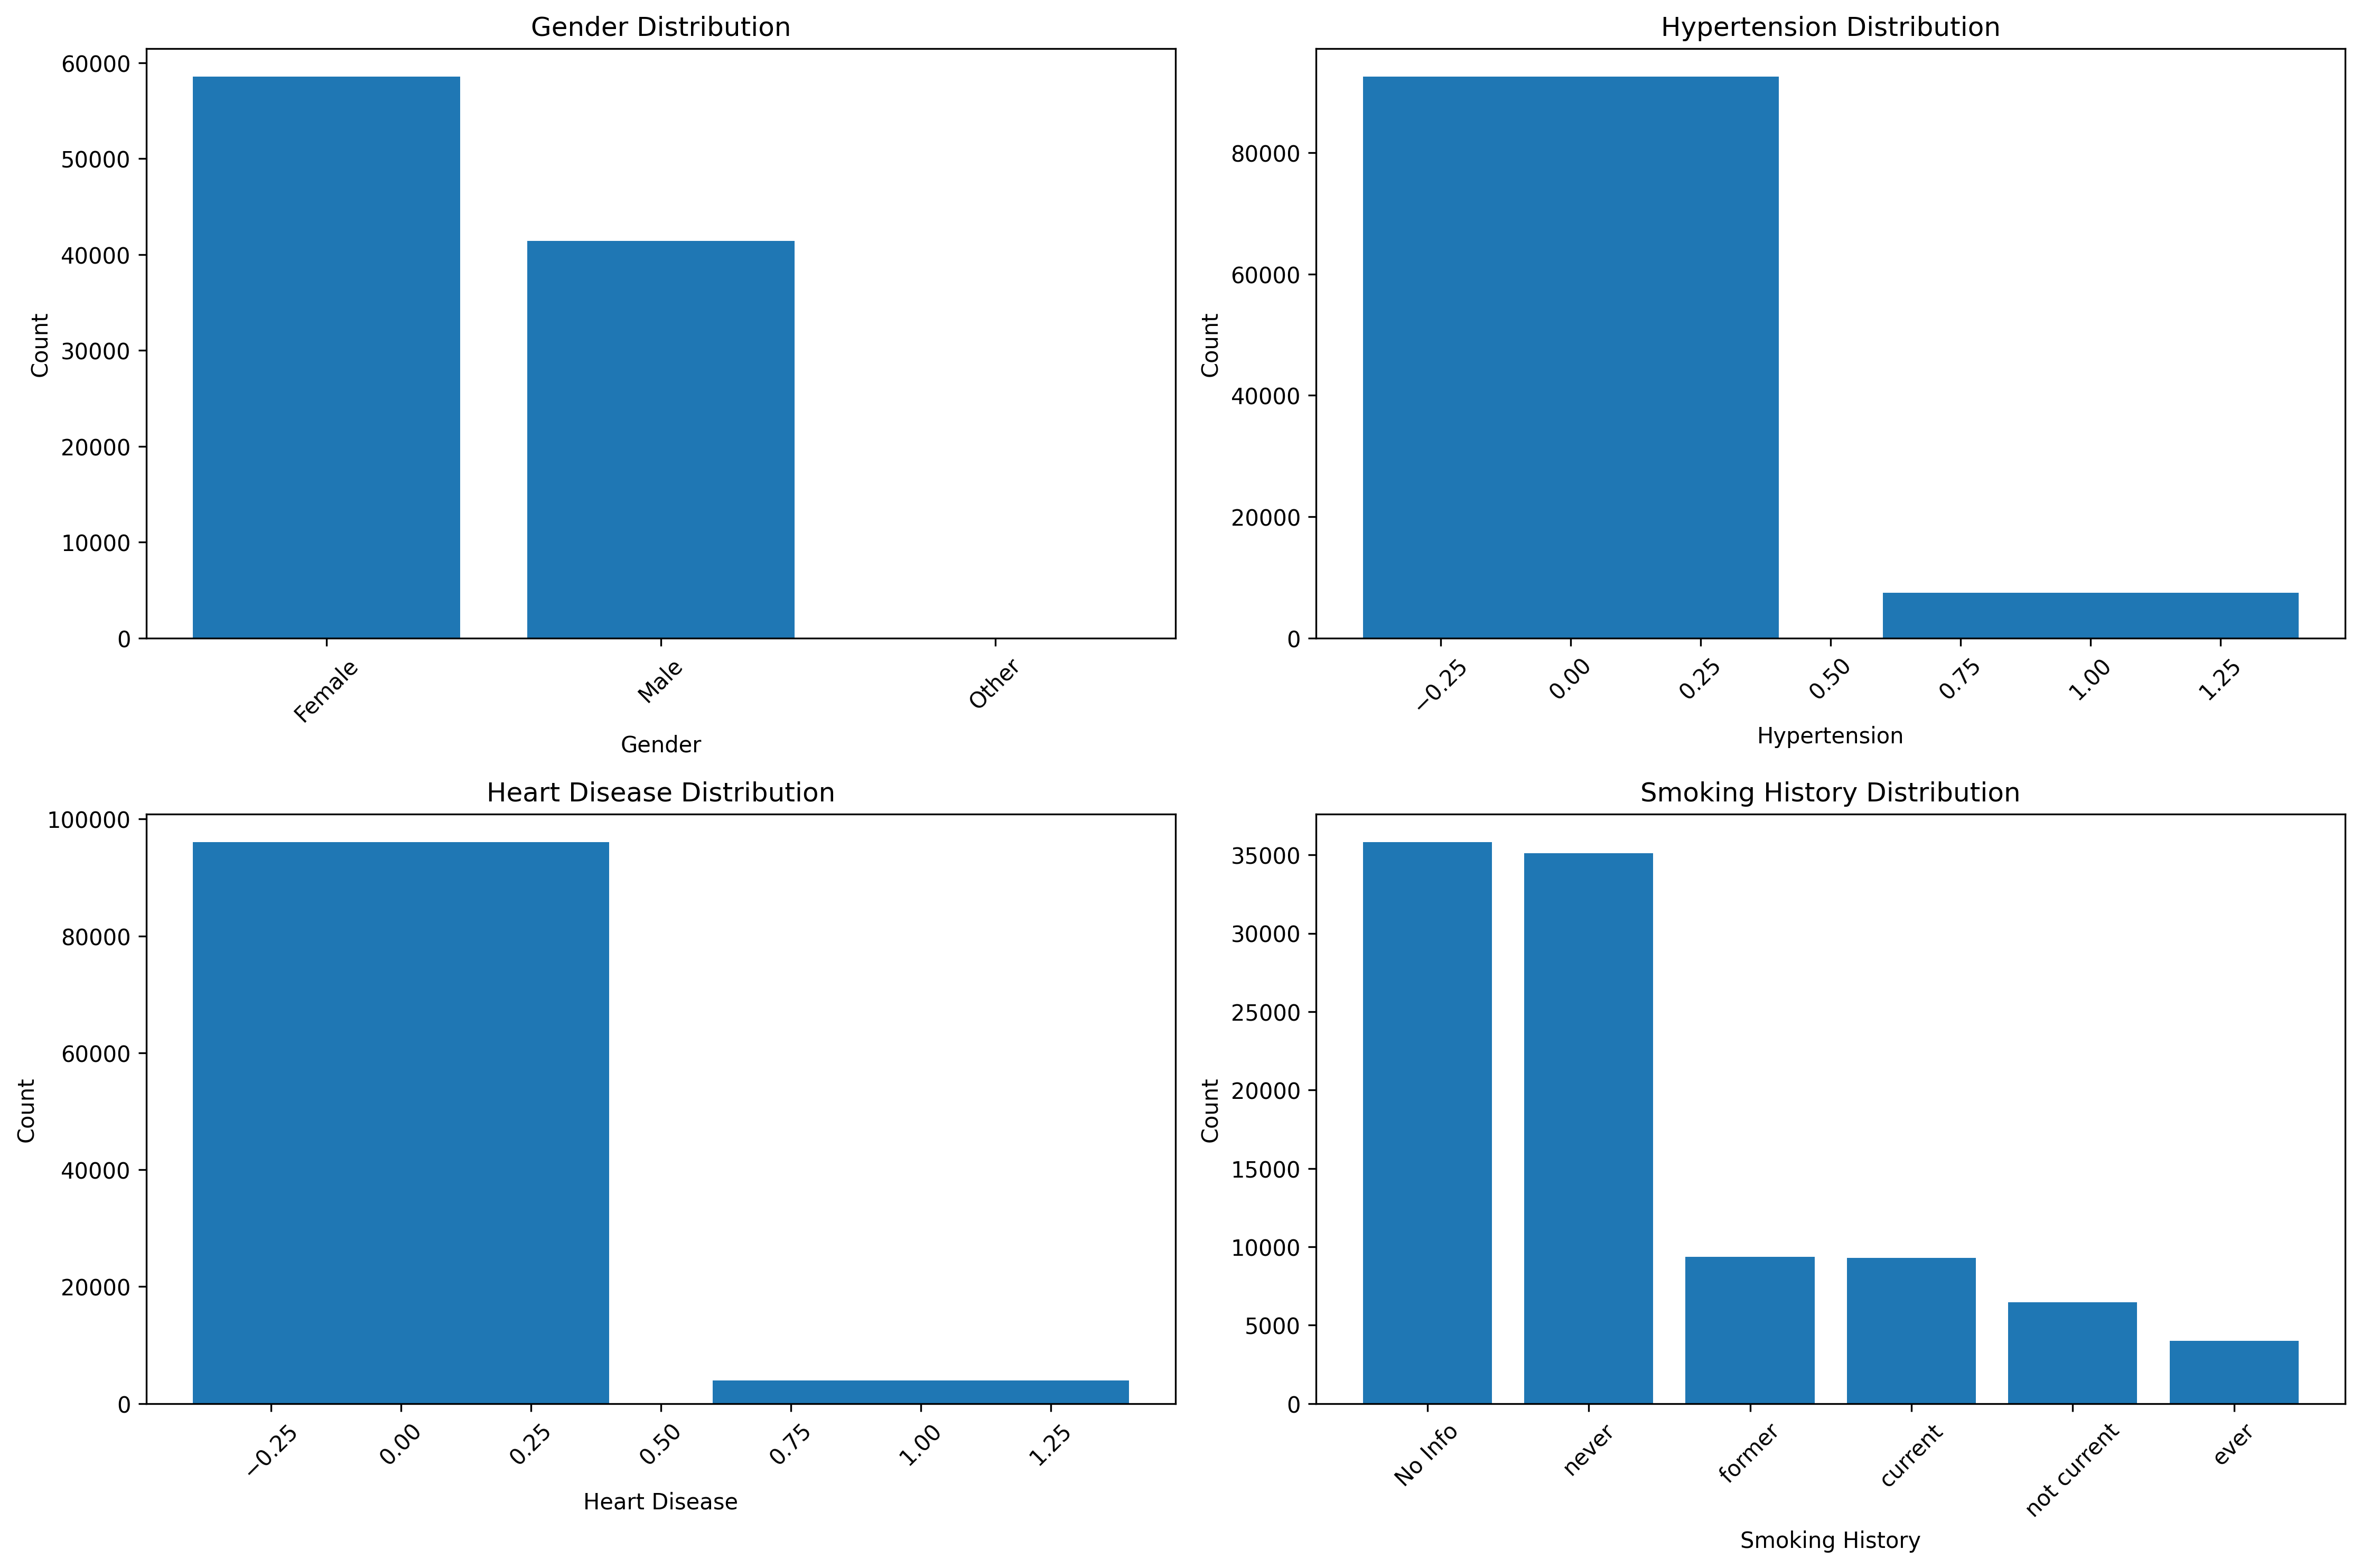 Gender Distribution
60000
50000
40000
30000
20000
10000
0
Count
Female
Male
Other
Gender
Hypertension Distribution
80000
60000
40000
20000
0
Count
−0.25
0.00
0.25
0.50
0.75
1.00
1.25
Hypertension
Heart Disease Distribution
100000
80000
60000
40000
20000
0
Count
−0.25
0.00
0.25
0.50
0.75
1.00
1.25
Heart Disease
Smoking History Distribution
35000
30000
25000
20000
15000
10000
5000
0
Count
No Info
never
former
current
not current
ever
Smoking History